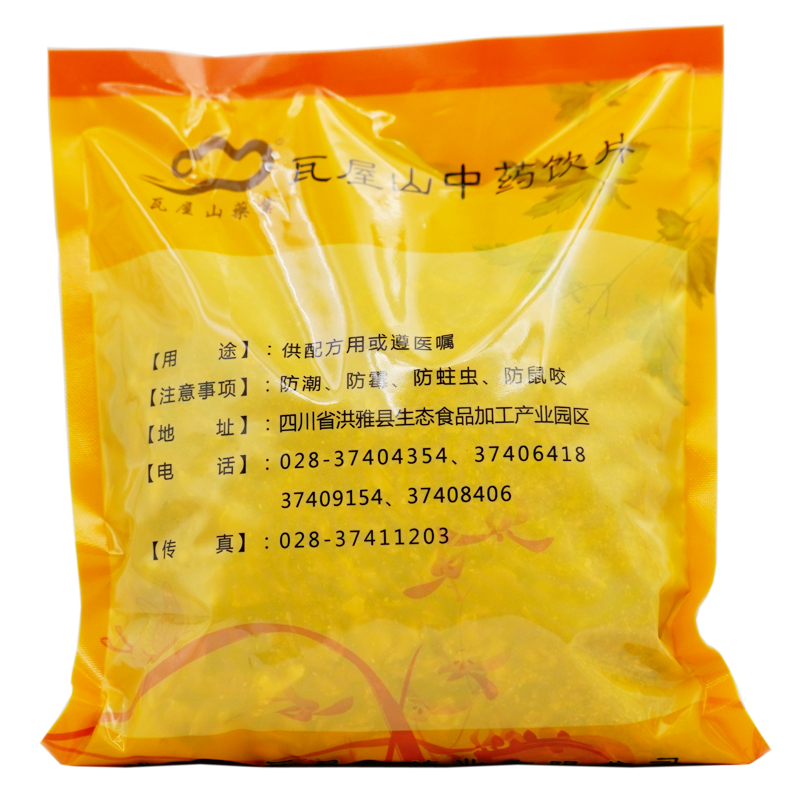 瓦屋山中药饮片
瓦屋山藥業
【用 途】：供配方用或遵医嘱
【注意事项】：防潮、防霉、防蛀虫、防鼠咬
【地 址】：四川省洪雅县生态食品加工产业园区
【电 话】：028-37404354、37406418
37409154、37408406
【传 真】：028-37411203